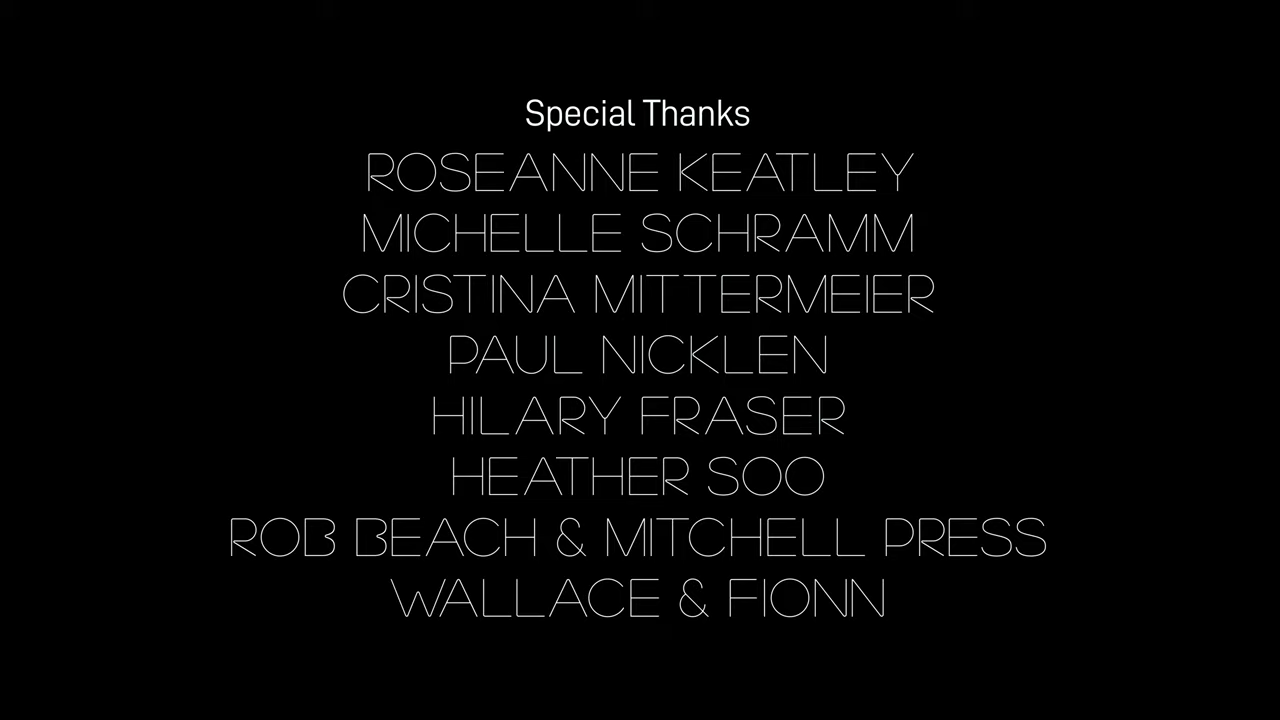 Special Thanks
ROSEANNE KEATLEY
MICHELLE SCHRAMM
CRISTINA MITTERMEIER
PAUL NICKLEN
HILARY FRASER
HEATHER SOO
ROB BEACH & MITCHELL PRESS
WALLACE & FIONN